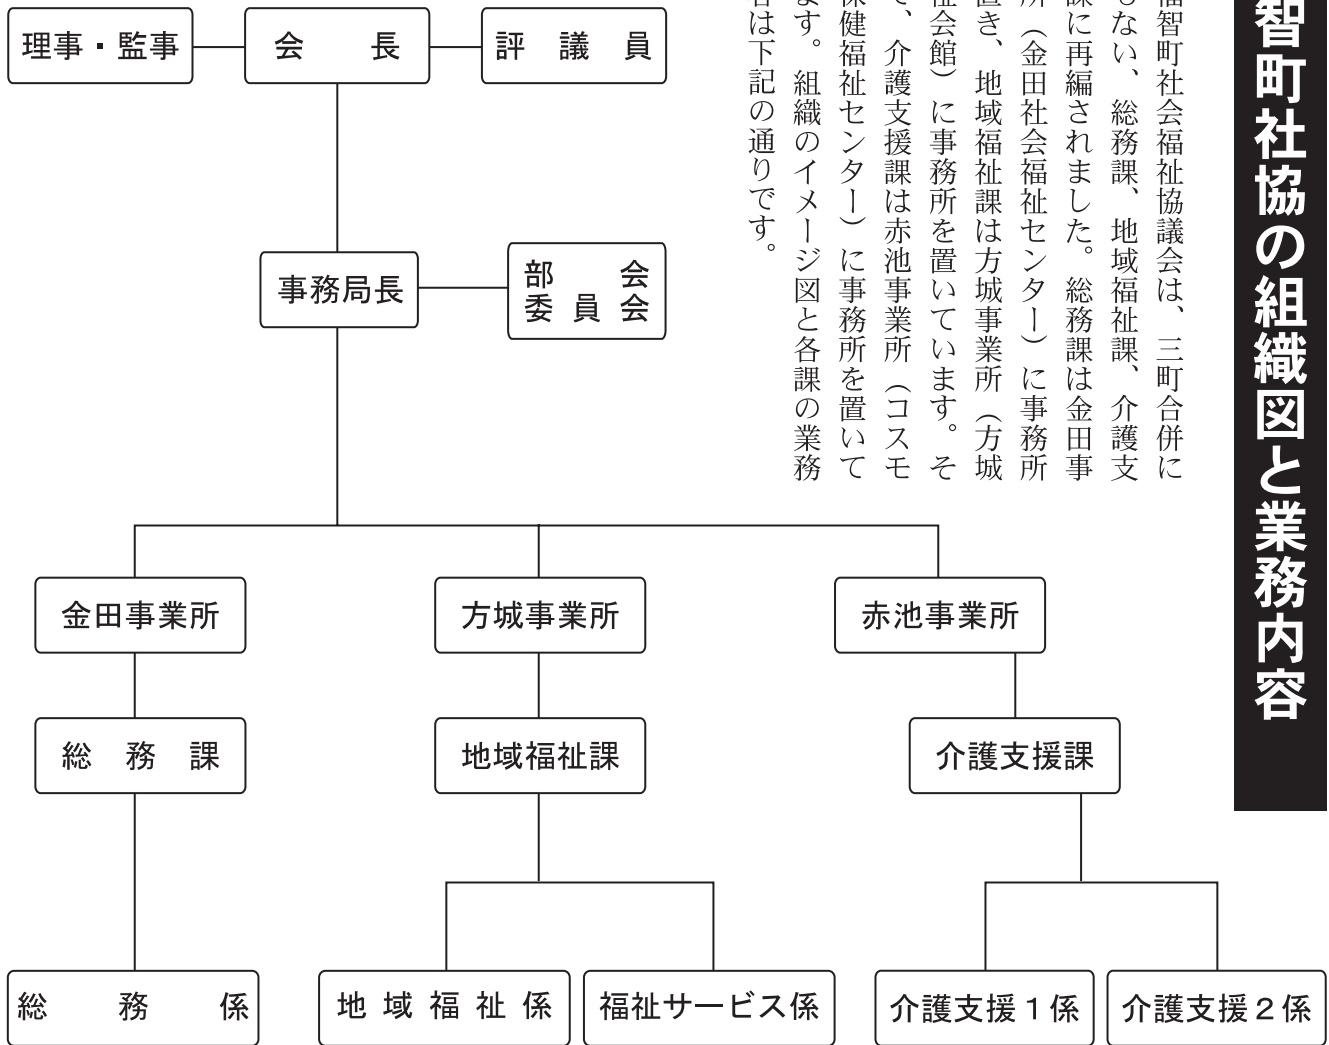 智町社協の組織図と業務内容
福智町社会福祉協議会は、三町合併に
もない、総務課、地域福祉課、介護支
課に再編されました。総務課は金田事
所（金田社会福祉センター）に事務所
置き、地域福祉課は方城事業所（方城
祉会館）に事務所を置いています。そ
て、介護支援課は赤池事業所（コスモ
保健福祉センター）に事務所を置いて
ます。組織のイメージ図と各課の業務
容は下記の通りです。
理事・監事
会長
評議員
事務局長
部会
委員会
金田事業所
方城事業所
赤池事業所
総務課
地域福祉課
介護支援課
総務係
地域福祉係
福祉サービス係
介護支援１係
介護支援２係